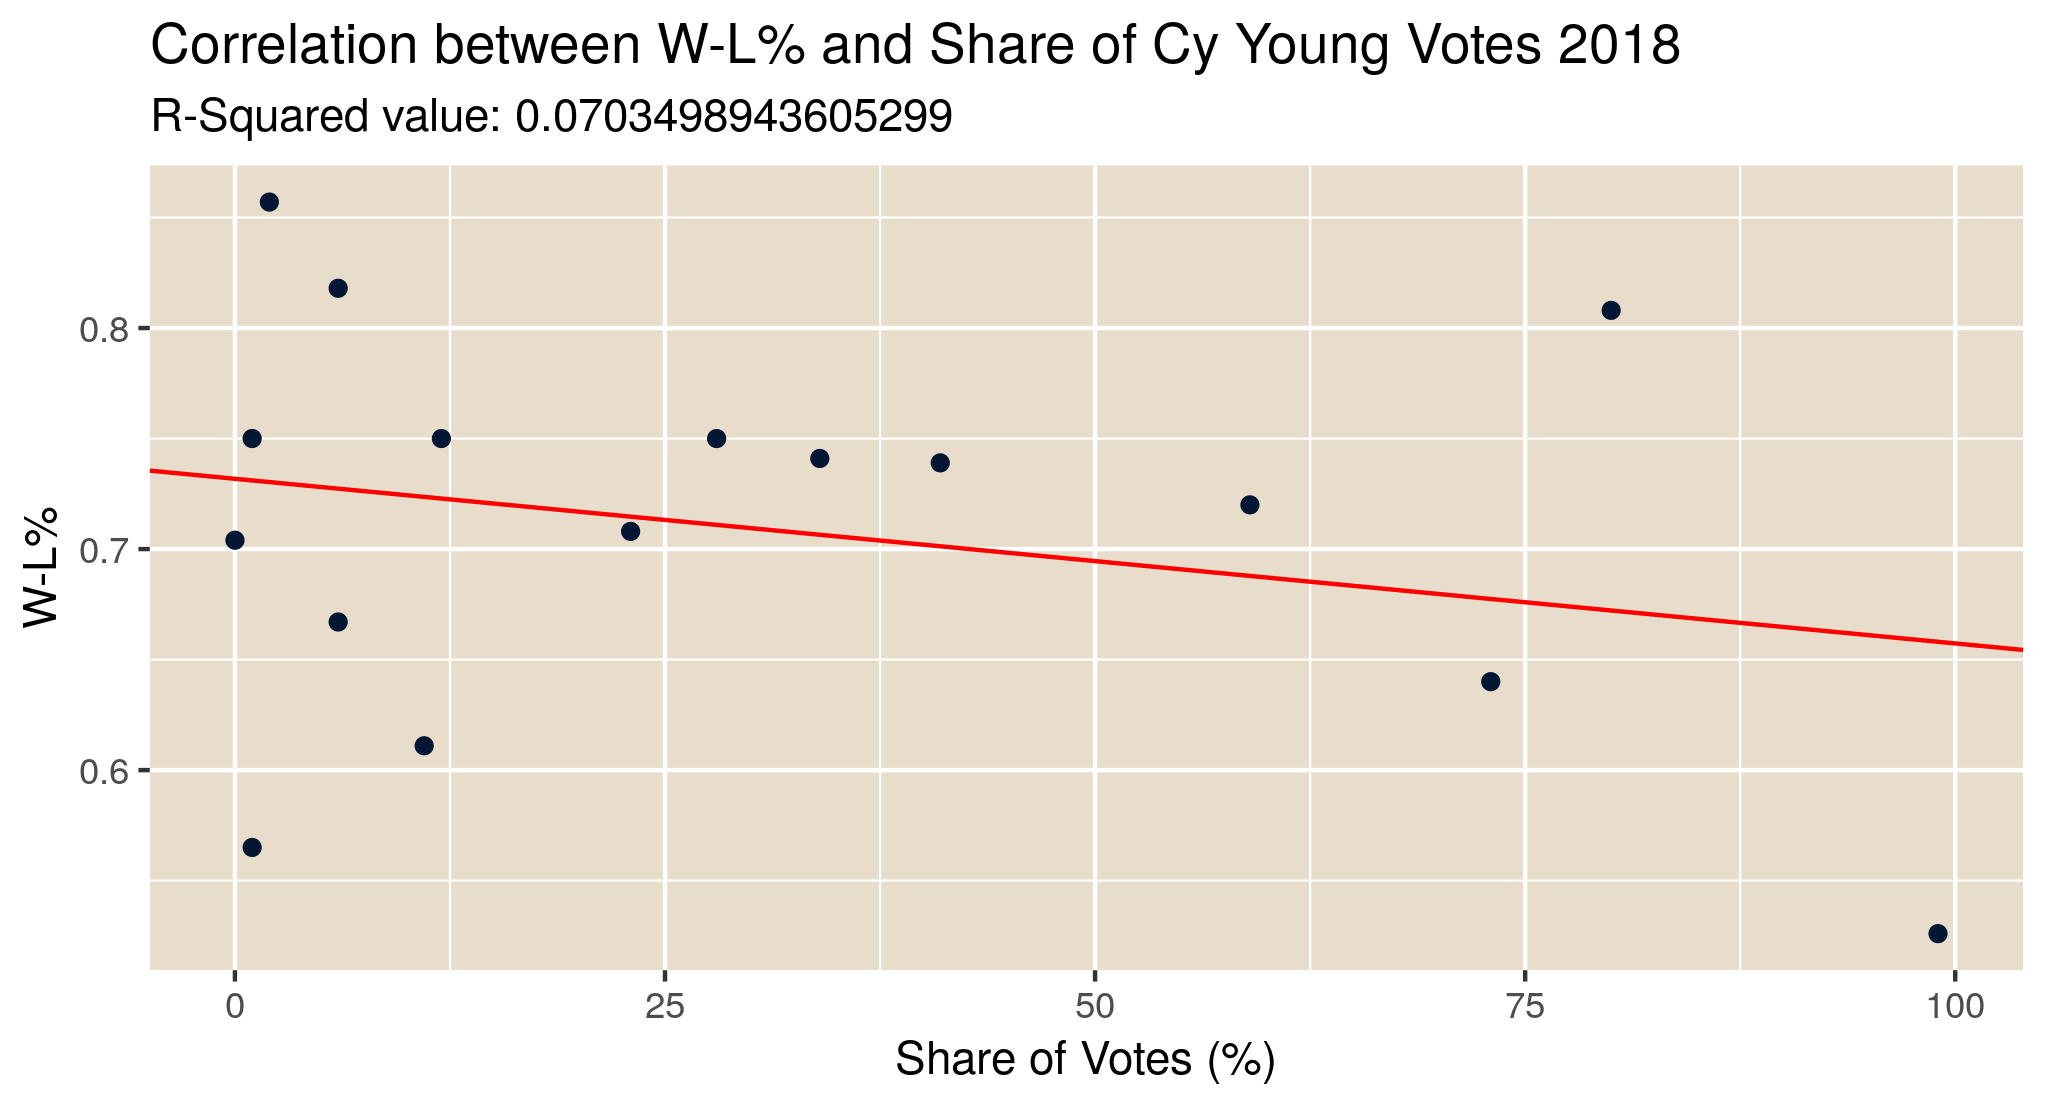 Correlation between W-L% and Share of Cy Young Votes 2018
R-Squared value: 0.0703498943605299
W-L%
0.8
0.7
0.6
0
25
50
75
100
Share of Votes (%)